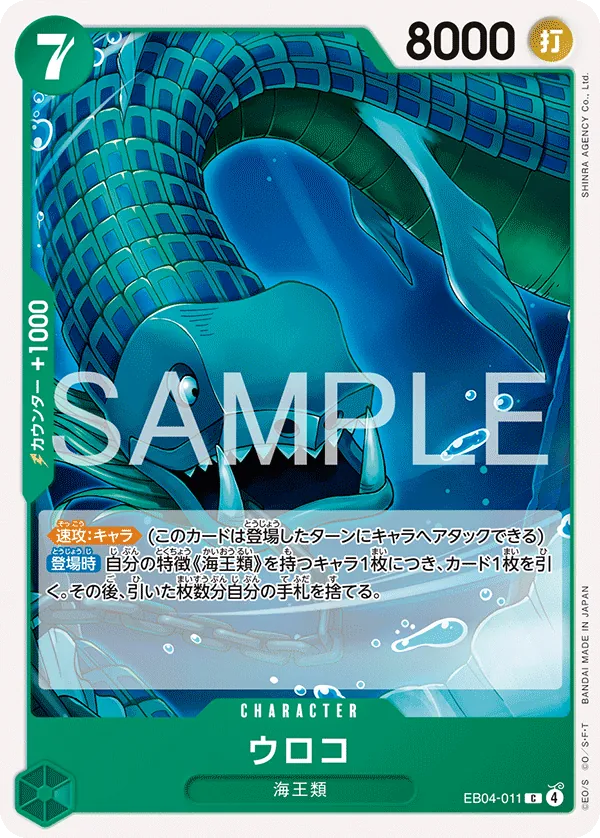 7
8000
打
SHINRA AGENCY Co., Ltd.
カウンター +1000
SAMPLE
速攻:キャラ (このカードは登場したターンにキャラへアタックできる)
登場時 自分の特徴《海王類》を持つキャラ1枚につき、カード1枚を引
く。その後、引いた枚数分自分の手札を捨てる。
CHARACTER
ウロコ
海王類
EB04-011 C 4
©EO/S ©O/S・F・T BANDAI MADE IN JAPAN